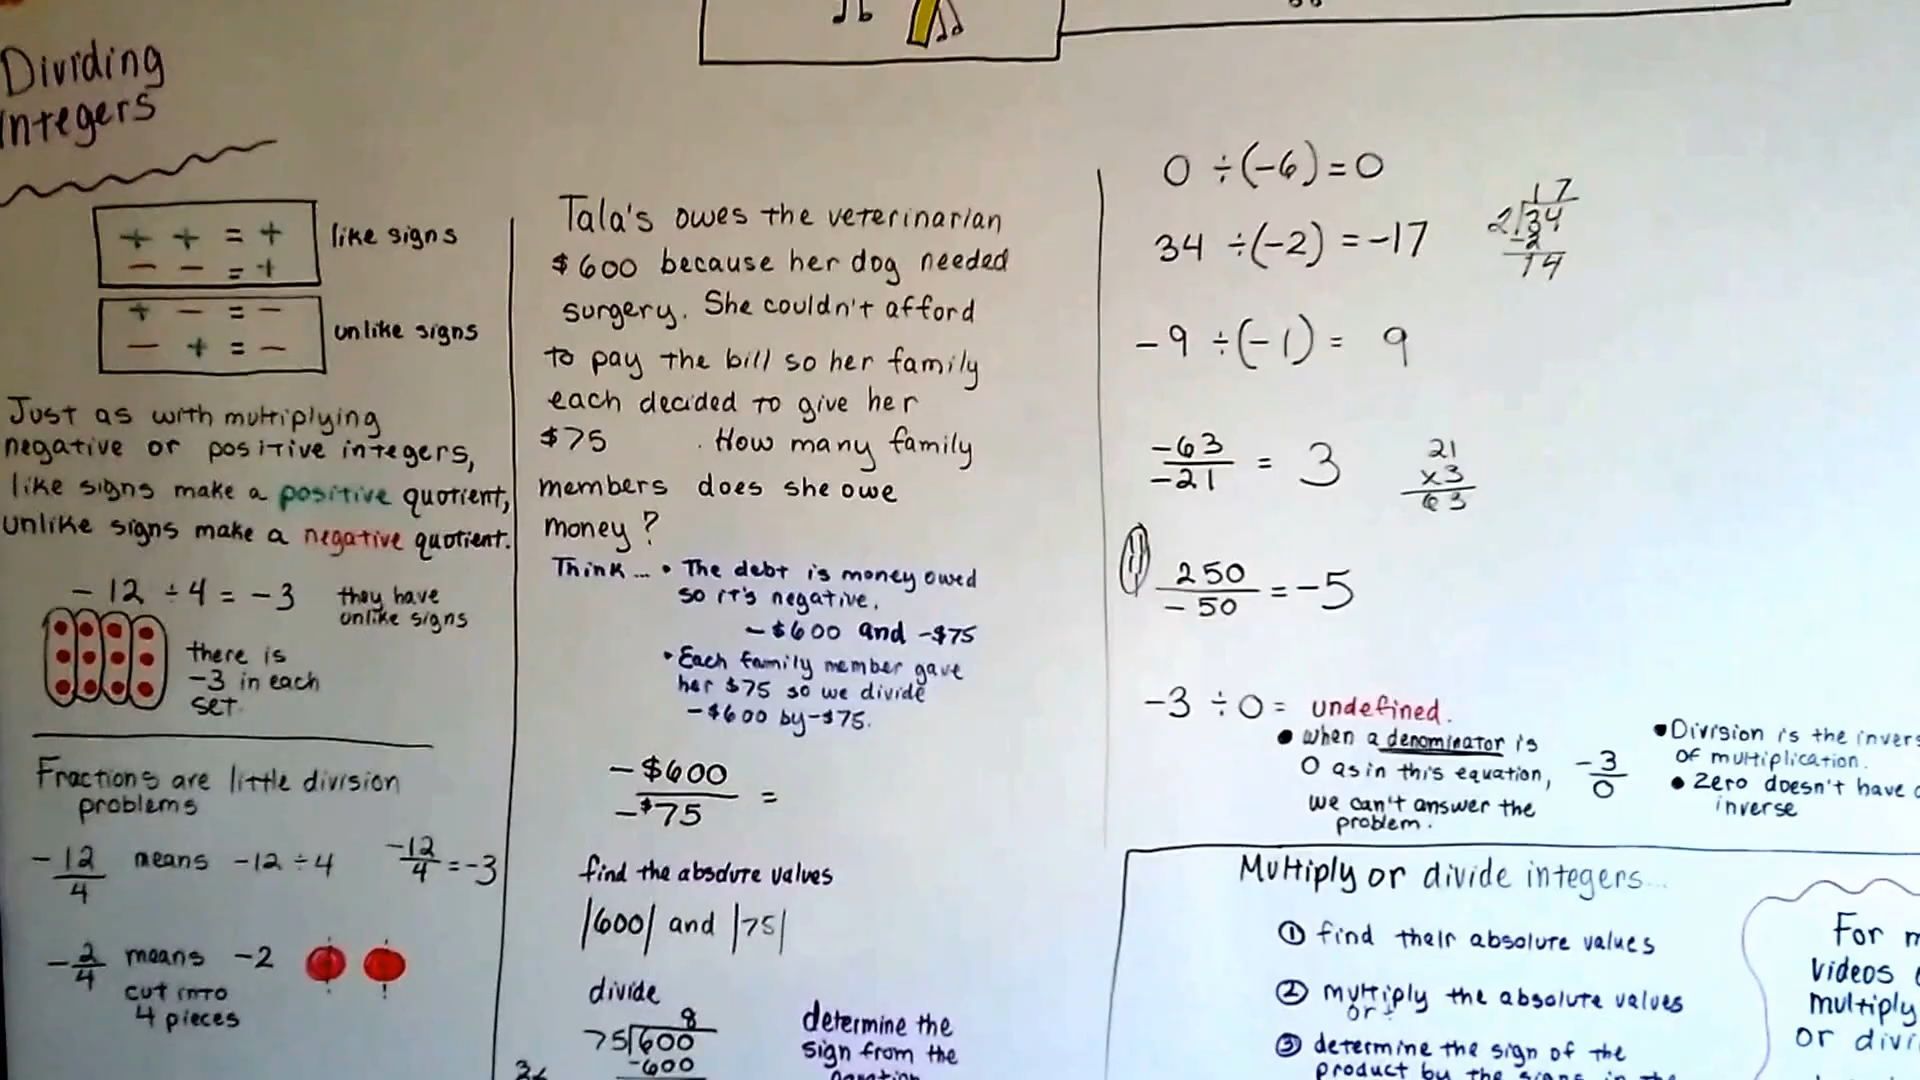 Dividing
Integers
+ + = +
- - = +
like signs
+ - = -
- + = -
unlike signs
Just as with multiplying
negative or positive integers,
like signs make a positive quotient,
unlike signs make a negative quotient.
-12 ÷ 4 = -3
they have
unlike signs
there is
-3 in each
set.
Fractions are little division
problems
-12/4 means -12 ÷ 4
-12/4 = -3
-2/4 means -2
cut into
4 pieces
Tala's owes the veterinarian
$600 because her dog needed
surgery. She couldn't afford
to pay the bill so her family
each decided to give her
$75 . How many family
members does she owe
money?
Think... • The debt is money owed
so it's negative.
-$600 and -$75
• Each family member gave
her $75 so we divide
-$600 by -$75.
-$600/-$75 =
find the absolute values
|600| and |75|
divide
8
75)600
-600
determine the
sign from the
0 ÷ (-6) = 0
34 ÷ (-2) = -17
17
2)34
-2
14
-9 ÷ (-1) = 9
-63/-21 = 3
21
x3
63
250/-50 = -5
-3 ÷ 0 = undefined.
• when a denominator is
0 as in this equation,
we can't answer the
problem.
-3/0
• Division is the invers
of multiplication.
• Zero doesn't have
inverse
Multiply or divide integers...
① find their absolute values
② multiply the absolute values
or ÷
③ determine the sign of the
product by the signs in the
For m
videos
multiply
or divi